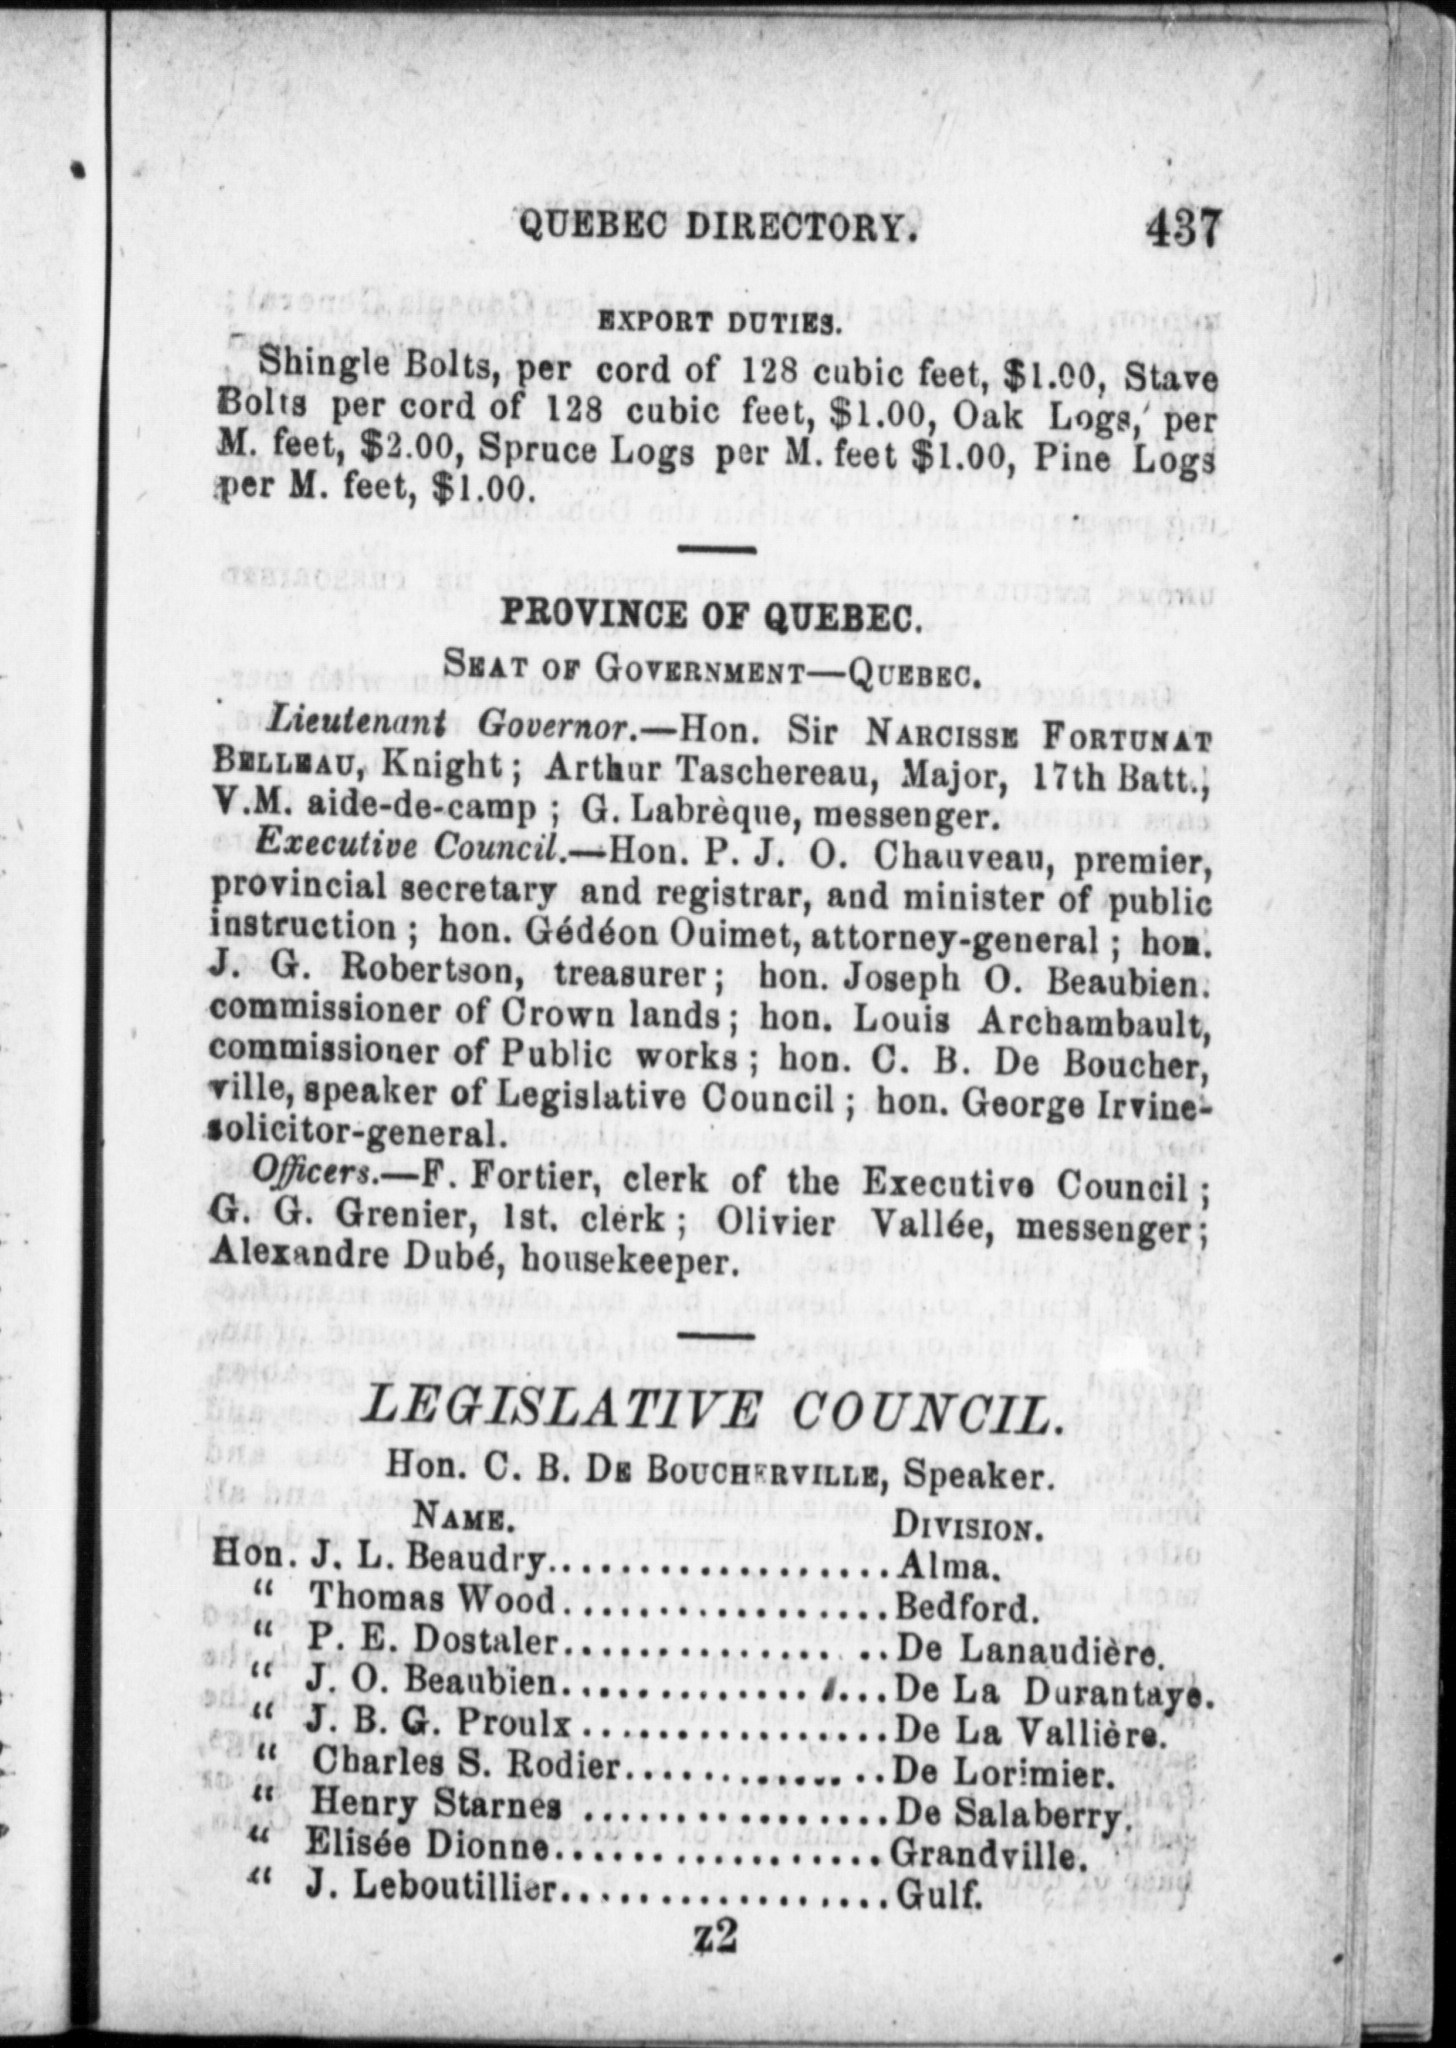 QUEBEC DIRECTORY. 437
EXPORT DUTIES.
Shingle Bolts, per cord of 128 cubic feet, $1.00, Stave
Bolts per cord of 128 cubic feet, $1.00, Oak Logs, per
M. feet, $2.00, Spruce Logs per M. feet $1.00, Pine Logs
per M. feet, $1.00.
PROVINCE OF QUEBEC.
SEAT OF GOVERNMENT—QUEBEC.
Lieutenant Governor.—Hon. Sir NARCISSE FORTUNAT
BELLEAU, Knight; Arthur Taschereau, Major, 17th Batt.,
V.M. aide-de-camp; G. Labrèque, messenger.
Executive Council.—Hon. P. J. O. Chauveau, premier,
provincial secretary and registrar, and minister of public
instruction; hon. Gédéon Ouimet, attorney-general; hon.
J. G. Robertson, treasurer; hon. Joseph O. Beaubien.
commissioner of Crown lands; hon. Louis Archambault,
commissioner of Public works; hon. C. B. De Boucher,
ville, speaker of Legislative Council; hon. George Irvine-
solicitor-general.
Officers.—F. Fortier, clerk of the Executive Council;
G. G. Grenier, 1st. clerk; Olivier Vallée, messenger;
Alexandre Dubé, housekeeper.
LEGISLATIVE COUNCIL.
Hon. C. B. DE BOUCHERVILLE, Speaker.
NAME. DIVISION.
Hon. J. L. Beaudry..................Alma.
" Thomas Wood..................Bedford.
" P. E. Dostaler..................De Lanaudière.
" J. O. Beaubien..................De La Durantaye.
" J. B. G. Proulx.................De La Vallière.
" Charles S. Rodier..............De Lorimier.
" Henry Starnes .................De Salaberry.
" Elisée Dionne..................Grandville.
" J. Leboutillier..................Gulf.
z2